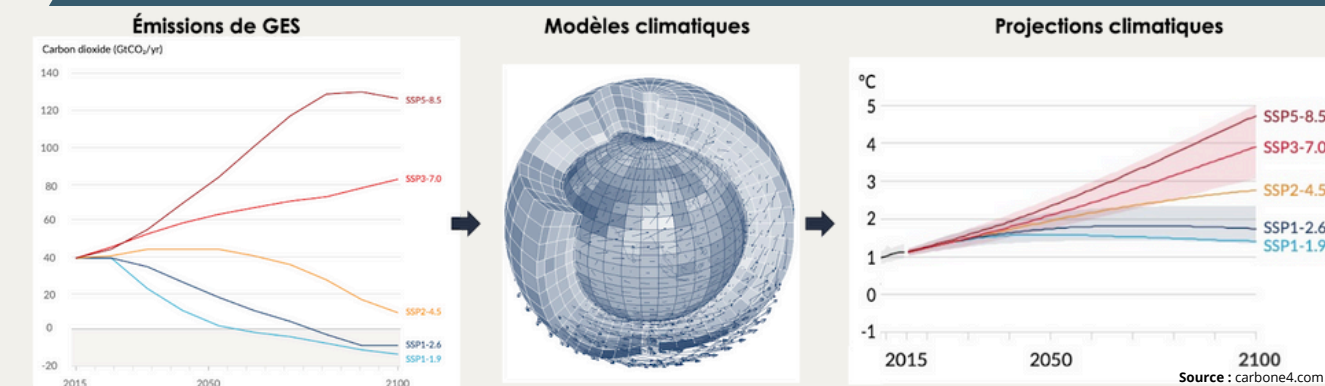 Émissions de GES
Carbon dioxide (GtCO₂/yr)
140
120
100
80
60
40
20
0
-20
2015
2050
2100
SSP5-8.5
SSP3-7.0
SSP2-4.5
SSP1-2.6
SSP1-1.9
Modèles climatiques
Projections climatiques
°C
5
4
3
2
1
0
-1
2015
2050
2100
SSP5-8.5
SSP3-7.0
SSP2-4.5
SSP1-2.6
SSP1-1.9
Source : carbone4.com